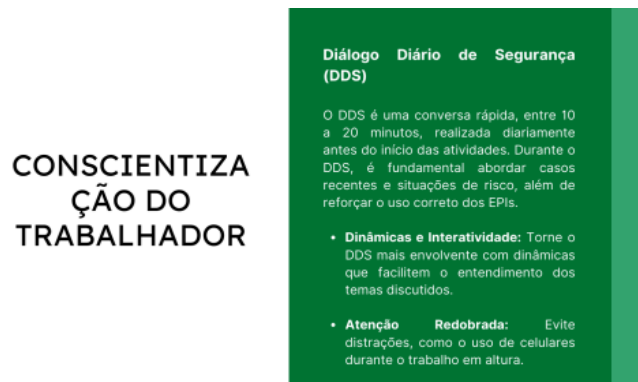 CONSCIENTIZA
ÇÃO DO
TRABALHADOR
Diálogo Diário de Segurança
(DDS)
O DDS é uma conversa rápida, entre 10
a 20 minutos, realizada diariamente
antes do início das atividades. Durante o
DDS, é fundamental abordar casos
recentes e situações de risco, além de
reforçar o uso correto dos EPIs.
• Dinâmicas e Interatividade: Torne o
DDS mais envolvente com dinâmicas
que facilitem o entendimento dos
temas discutidos.
• Atenção Redobrada: Evite
distrações, como o uso de celulares
durante o trabalho em altura.